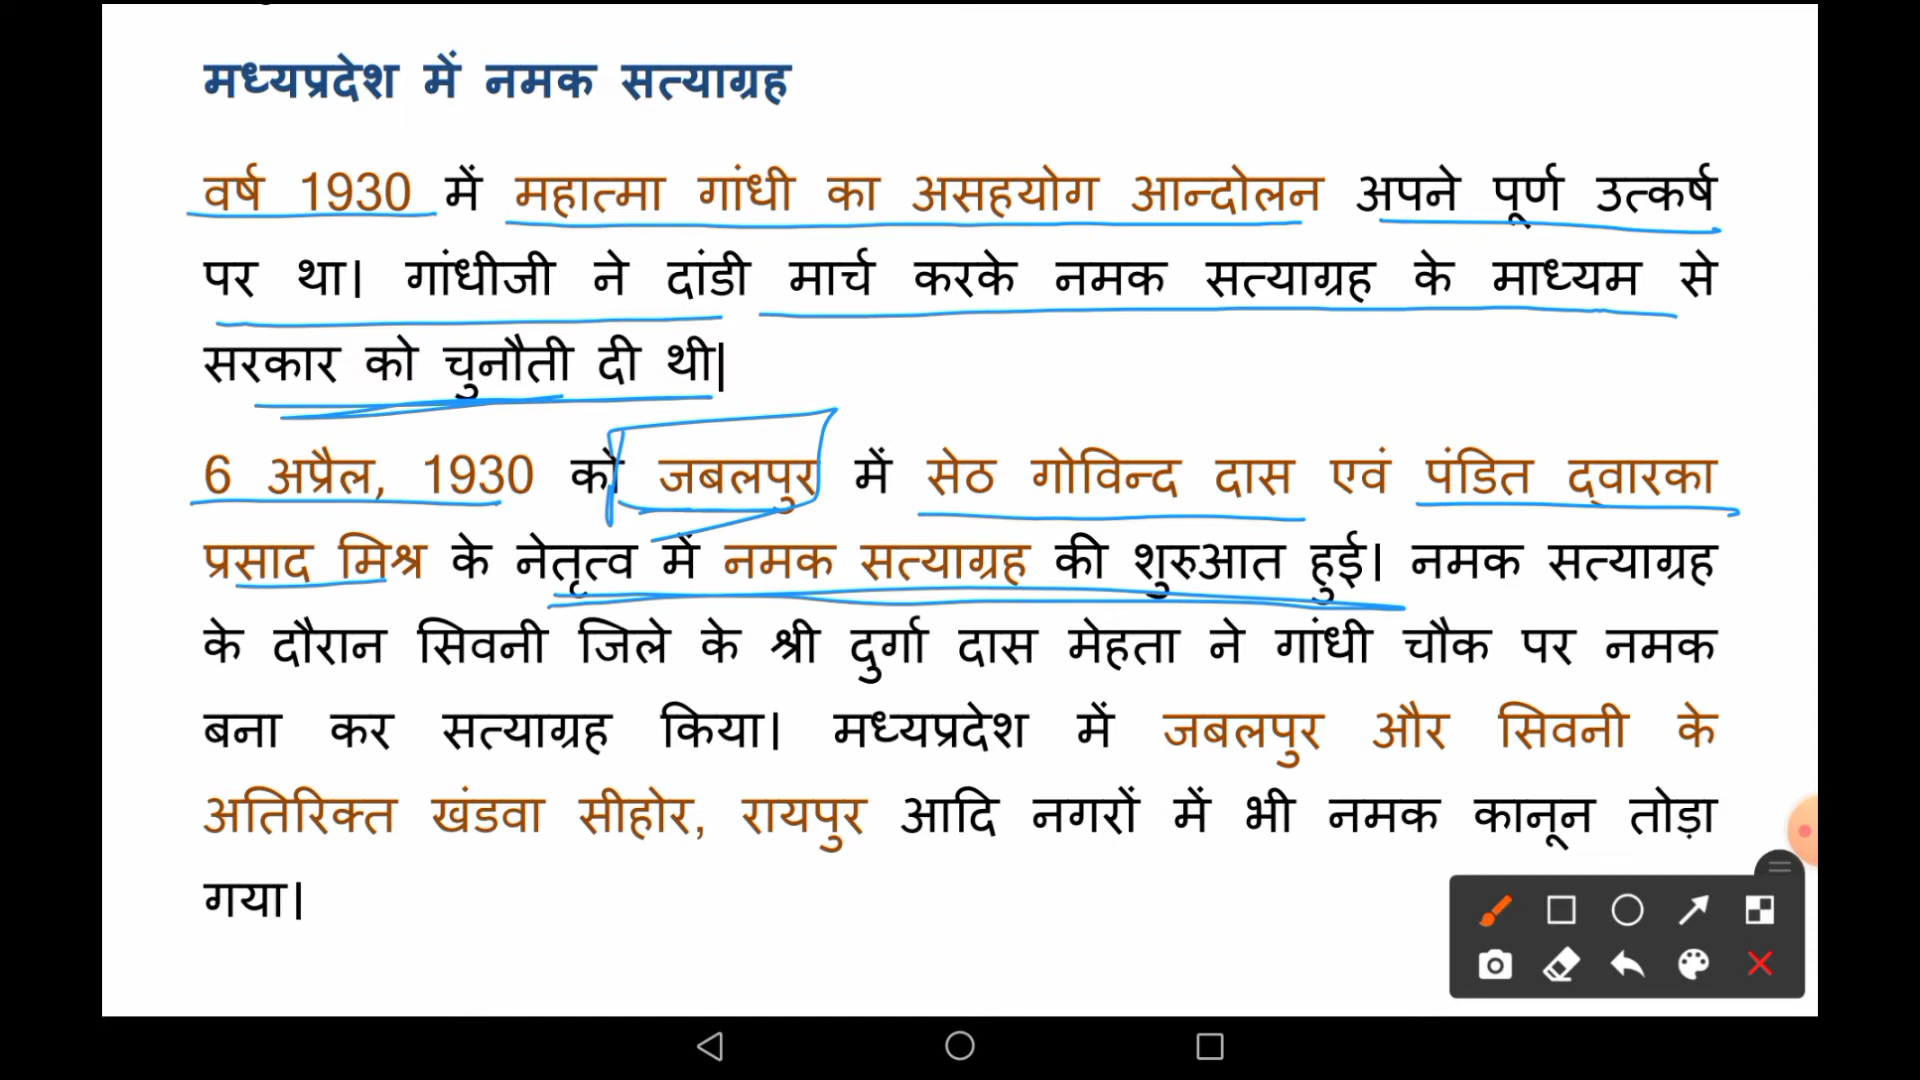 मध्यप्रदेश में नमक सत्याग्रह
वर्ष 1930 में महात्मा गांधी का असहयोग आन्दोलन अपने पूर्ण उत्कर्ष
पर था। गांधीजी ने दांडी मार्च करके नमक सत्याग्रह के माध्यम से
सरकार को चुनौती दी थी|
6 अप्रैल, 1930 को जबलपुर में सेठ गोविन्द दास एवं पंडित द्वारका
प्रसाद मिश्र के नेतृत्व में नमक सत्याग्रह की शुरुआत हुई। नमक सत्याग्रह
के दौरान सिवनी जिले के श्री दुर्गा दास मेहता ने गांधी चौक पर नमक
बना कर सत्याग्रह किया। मध्यप्रदेश में जबलपुर और सिवनी के
अतिरिक्त खंडवा सीहोर, रायपुर आदि नगरों में भी नमक कानून तोड़ा
गया।